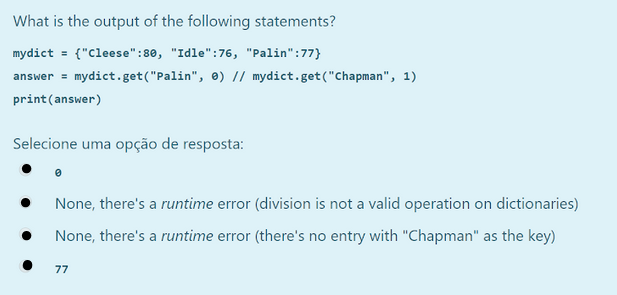 What is the output of the following statements?
mydict = {"Cleese":80, "Idle":76, "Palin":77}
answer = mydict.get("Palin", 0) // mydict.get("Chapman", 1)
print(answer)
Selecione uma opção de resposta:
0
None, there's a runtime error (division is not a valid operation on dictionaries)
None, there's a runtime error (there's no entry with "Chapman" as the key)
77